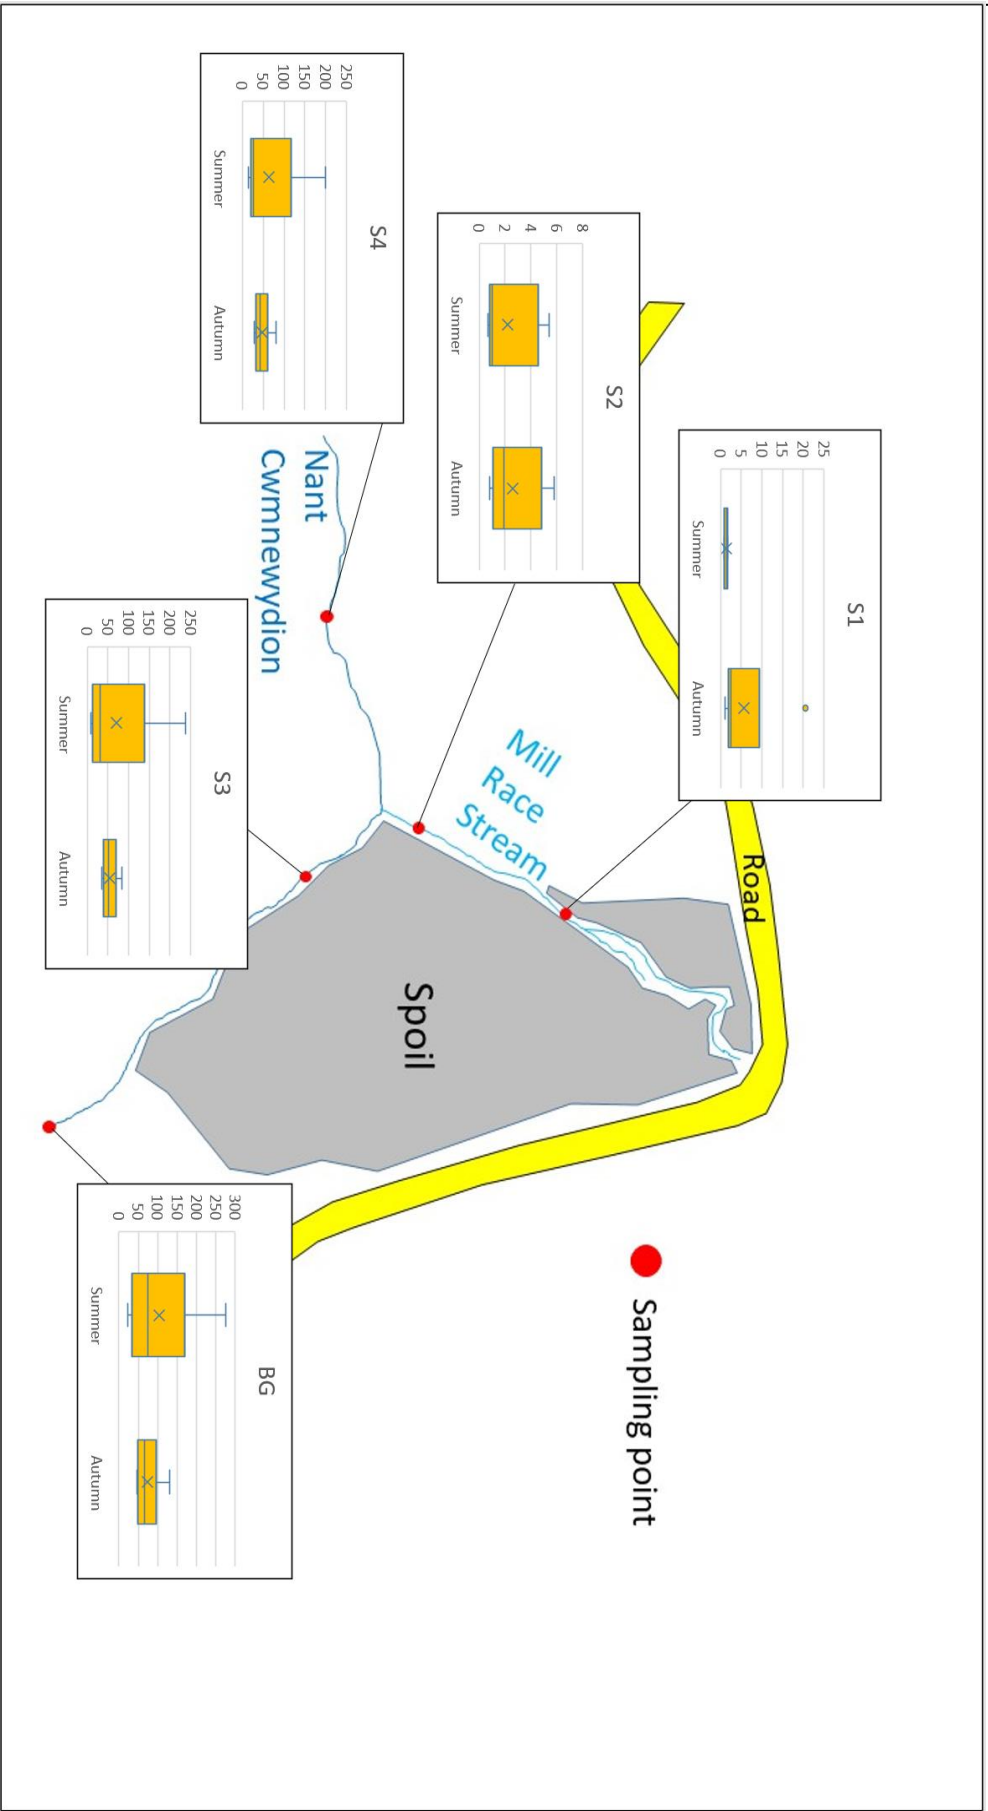 S1
25
20
15
10
5
0
Summer
Autumn
S2
8
6
4
2
0
Summer
Autumn
S4
250
200
150
100
50
0
Summer
Autumn
S3
250
200
150
100
50
0
Summer
Autumn
BG
300
250
200
150
100
50
0
Summer
Autumn
Road
Mill
Race
Stream
Nant
Cwmnewydion
Spoil
Sampling point